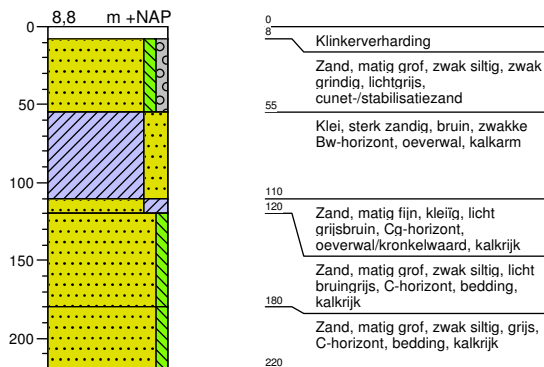 8,8 m +NAP
0
50
100
150
200
0
8
Klinkerverharding
Zand, matig grof, zwak siltig, zwak
grindig, lichtgrijs,
cunet-/stabilisatiezand
55
Klei, sterk zandig, bruin, zwakke
Bw-horizont, oeverwal, kalkarm
110
120
Zand, matig fijn, kleiïg, licht
grijsbruin, Cg-horizont,
oeverwal/kronkelwaard, kalkrijk
Zand, matig grof, zwak siltig, licht
bruingrijs, C-horizont, bedding,
kalkrijk
180
Zand, matig grof, zwak siltig, grijs,
C-horizont, bedding, kalkrijk
220